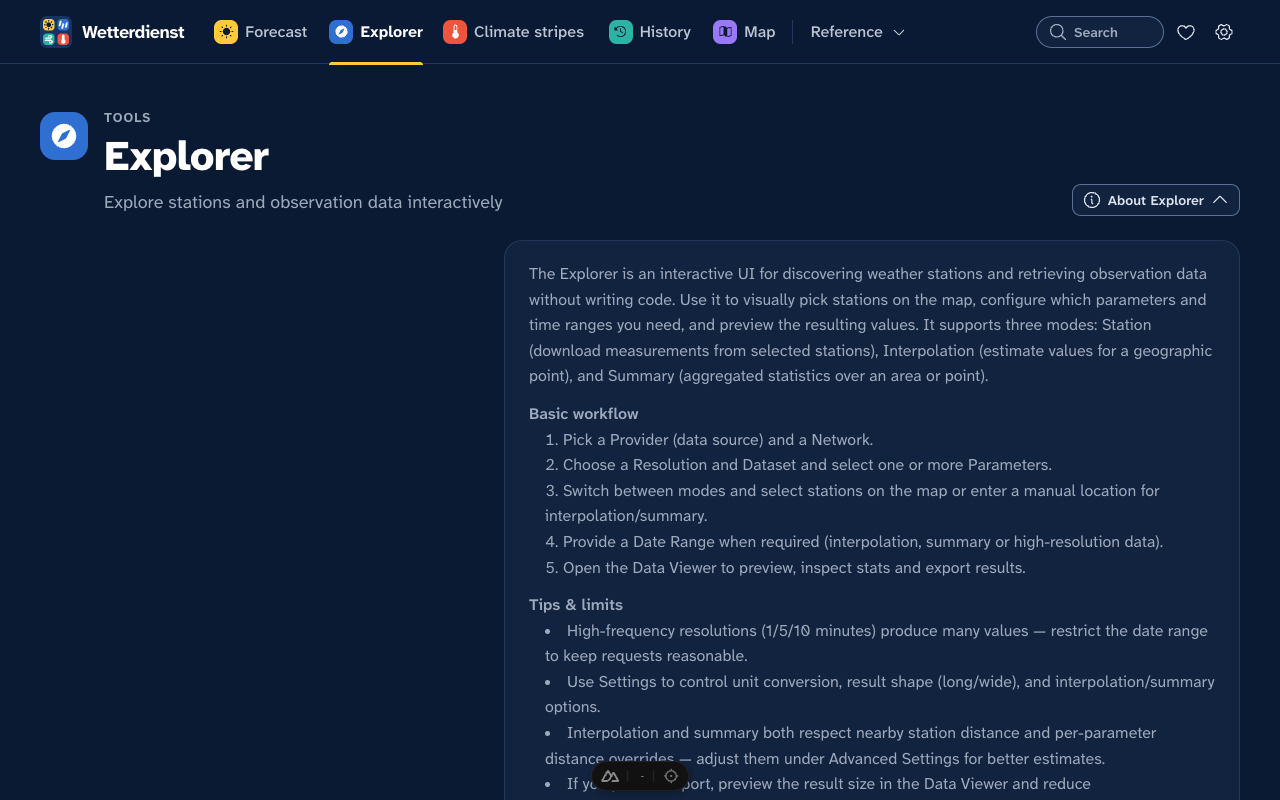 Wetterdienst Forecast Explorer Climate stripes History Map Reference Search
TOOLS
Explorer
Explore stations and observation data interactively
About Explorer
The Explorer is an interactive UI for discovering weather stations and retrieving observation data
without writing code. Use it to visually pick stations on the map, configure which parameters and
time ranges you need, and preview the resulting values. It supports three modes: Station
(download measurements from selected stations), Interpolation (estimate values for a geographic
point), and Summary (aggregated statistics over an area or point).
Basic workflow
1. Pick a Provider (data source) and a Network.
2. Choose a Resolution and Dataset and select one or more Parameters.
3. Switch between modes and select stations on the map or enter a manual location for
interpolation/summary.
4. Provide a Date Range when required (interpolation, summary or high-resolution data).
5. Open the Data Viewer to preview, inspect stats and export results.
Tips & limits
• High-frequency resolutions (1/5/10 minutes) produce many values — restrict the date range
to keep requests reasonable.
• Use Settings to control unit conversion, result shape (long/wide), and interpolation/summary
options.
• Interpolation and summary both respect nearby station distance and per-parameter
distance overrides — adjust them under Advanced Settings for better estimates.
• If preview the result size in the Data Viewer and reduce